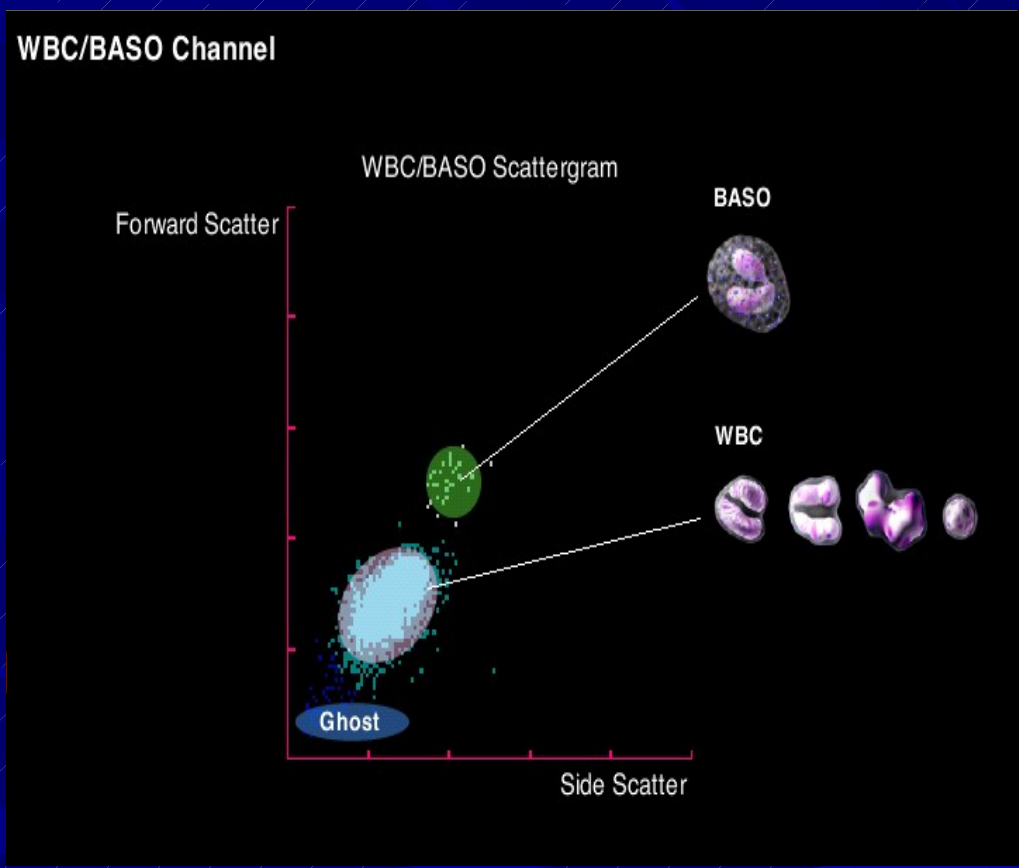 WBC/BASO Channel
WBC/BASO Scattergram
BASO
Forward Scatter
WBC
Ghost
Side Scatter